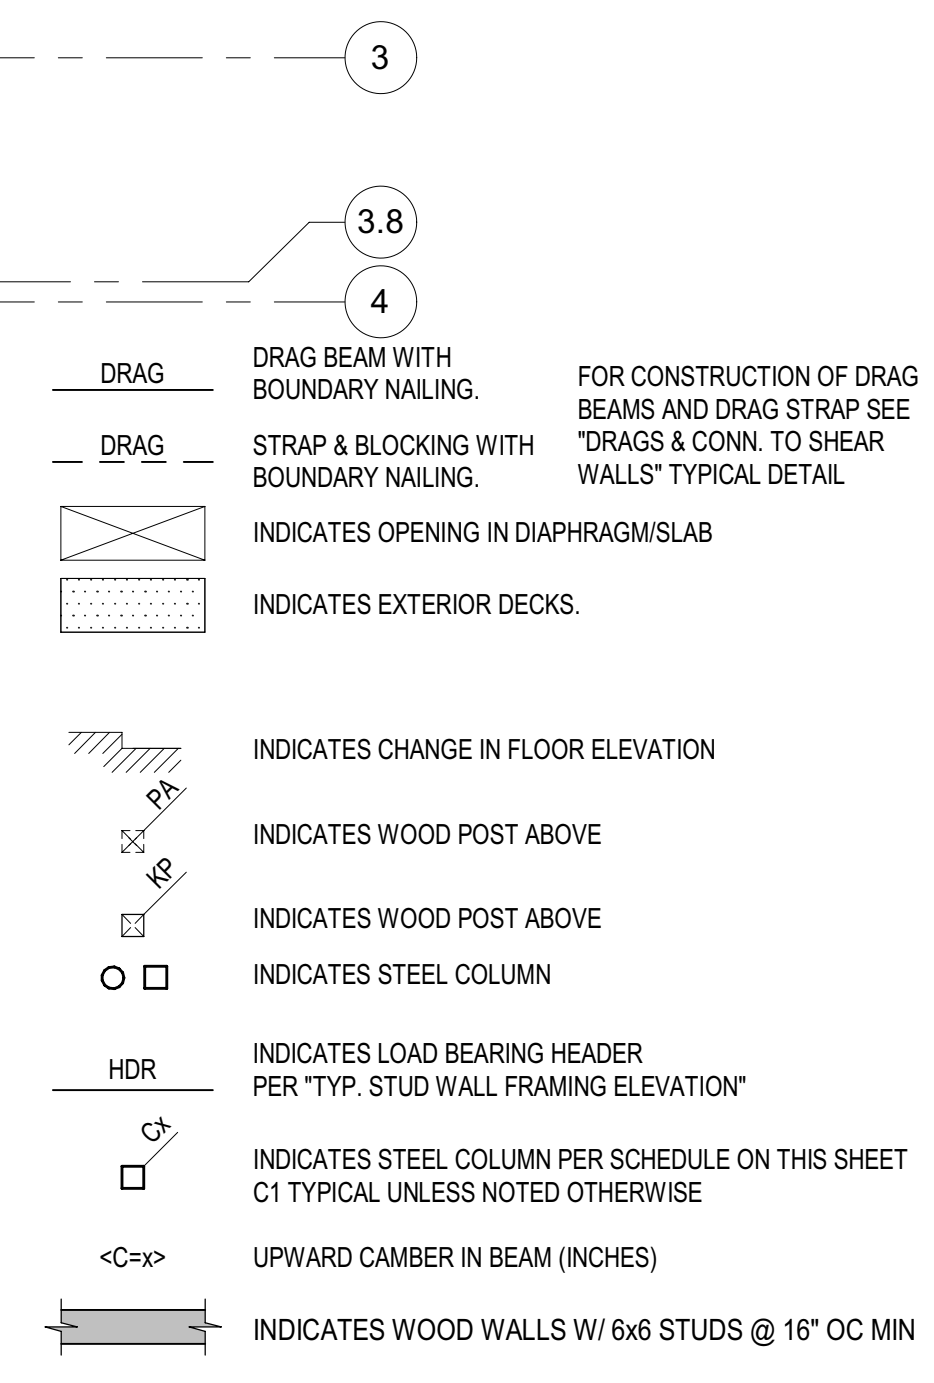 3
3.8
4
DRAG
DRAG BEAM WITH
BOUNDARY NAILING.
DRAG
STRAP & BLOCKING WITH
BOUNDARY NAILING.
FOR CONSTRUCTION OF DRAG
BEAMS AND DRAG STRAP SEE
"DRAGS & CONN. TO SHEAR
WALLS" TYPICAL DETAIL
INDICATES OPENING IN DIAPHRAGM/SLAB
INDICATES EXTERIOR DECKS.
INDICATES CHANGE IN FLOOR ELEVATION
PA
INDICATES WOOD POST ABOVE
KP
INDICATES WOOD POST ABOVE
INDICATES STEEL COLUMN
HDR
INDICATES LOAD BEARING HEADER
PER "TYP. STUD WALL FRAMING ELEVATION"
Cx
INDICATES STEEL COLUMN PER SCHEDULE ON THIS SHEET
C1 TYPICAL UNLESS NOTED OTHERWISE
<C=x>
UPWARD CAMBER IN BEAM (INCHES)
INDICATES WOOD WALLS W/ 6x6 STUDS @ 16" OC MIN